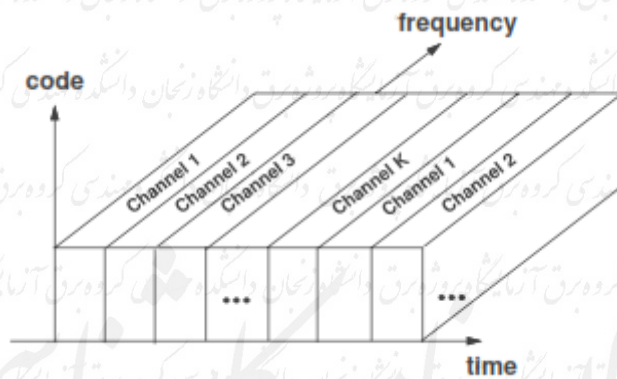 frequency
code
Channel 1
Channel 2
Channel 3
Channel K
Channel 1
Channel 2
...
...
time